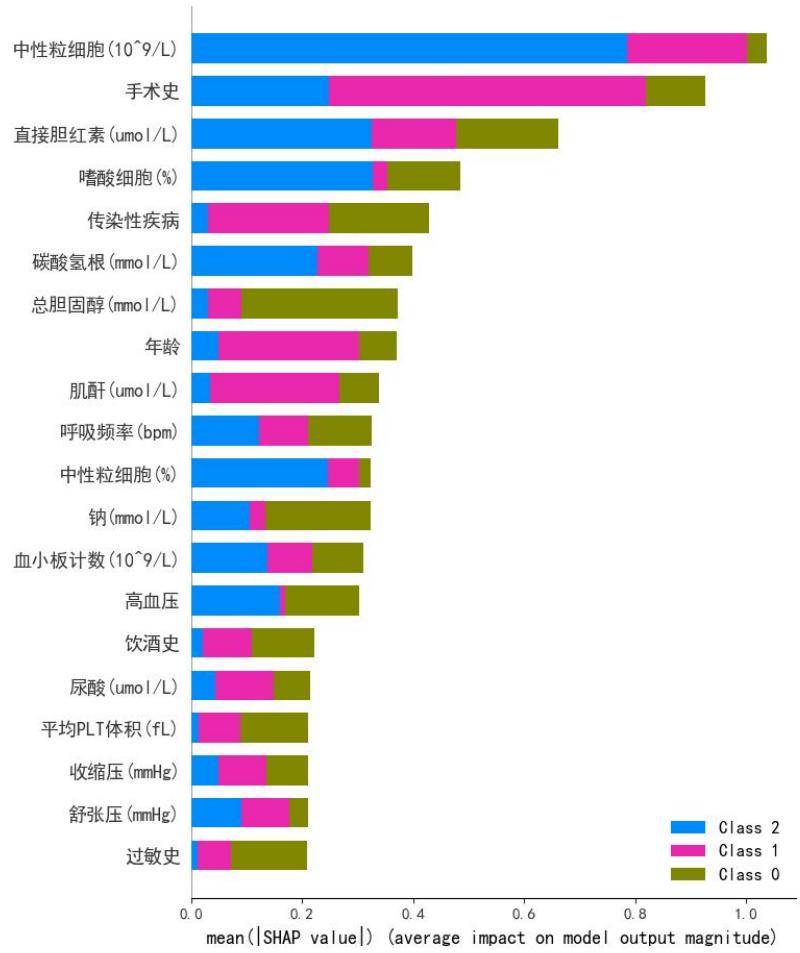 中性粒细胞(10^9/L)
手术史
直接胆红素(umol/L)
嗜酸细胞(%)
传染性疾病
碳酸氢根(mmol/L)
总胆固醇(mmol/L)
年龄
肌酐(umol/L)
呼吸频率(bpm)
中性粒细胞(%)
钠(mmol/L)
血小板计数(10^9/L)
高血压
饮酒史
尿酸(umol/L)
平均PLT体积(fL)
收缩压(mmHg)
舒张压(mmHg)
过敏史
Class 2
Class 1
Class 0
0.0 0.2 0.4 0.6 0.8 1.0
mean(|SHAP value|) (average impact on model output magnitude)